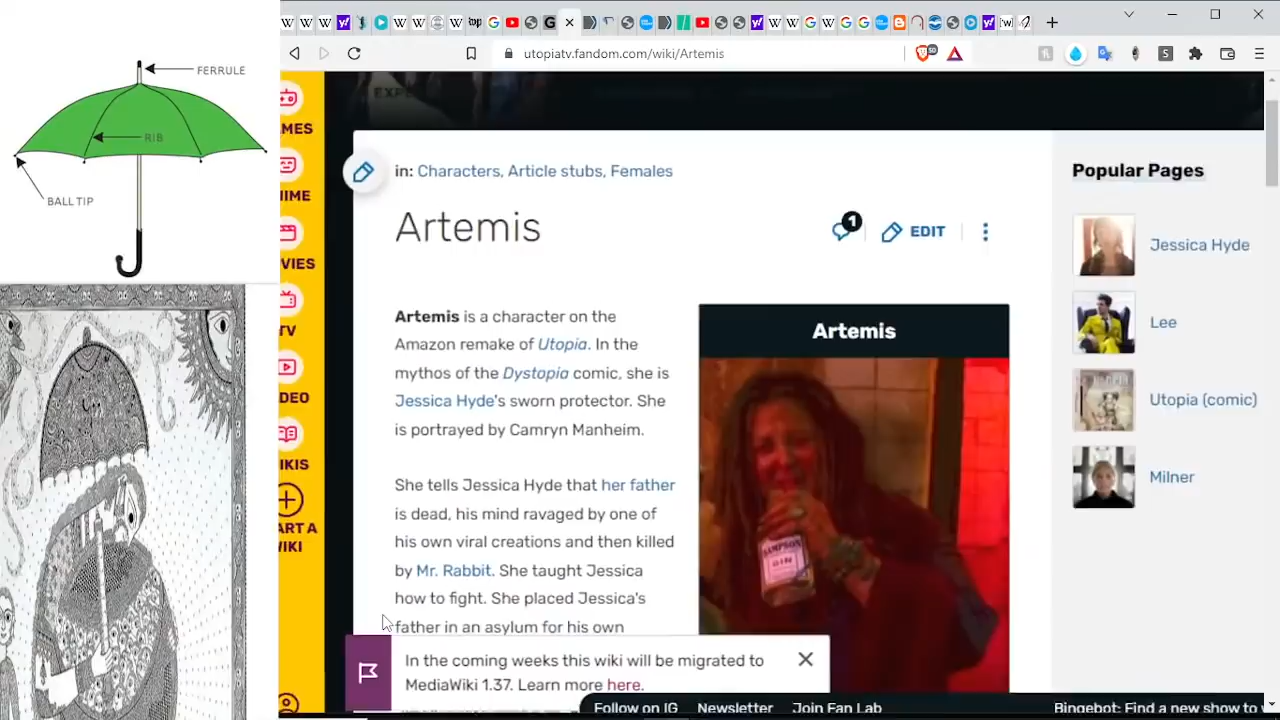 FERRULE
RIB
BALL TIP
utopiatv.fandom.com/wiki/Artemis
MES
VIES
TV
DEO
IKIS
ART A
WIKI
in: Characters, Article stubs, Females
Artemis
1
EDIT
Artemis is a character on the
Amazon remake of Utopia. In the
mythos of the Dystopia comic, she is
Jessica Hyde's sworn protector. She
is portrayed by Camryn Manheim.
She tells Jessica Hyde that her father
is dead, his mind ravaged by one of
his own viral creations and then killed
by Mr. Rabbit. She taught Jessica
how to fight. She placed Jessica's
father in an asylum for his own
Artemis
SAMPSON
GIN
Popular Pages
Jessica Hyde
Lee
Utopia (comic)
Milner
In the coming weeks this wiki will be migrated to
MediaWiki 1.37. Learn more here.
Follow on IG Newsletter Join Fan Lab Bingebot: Find a new show to